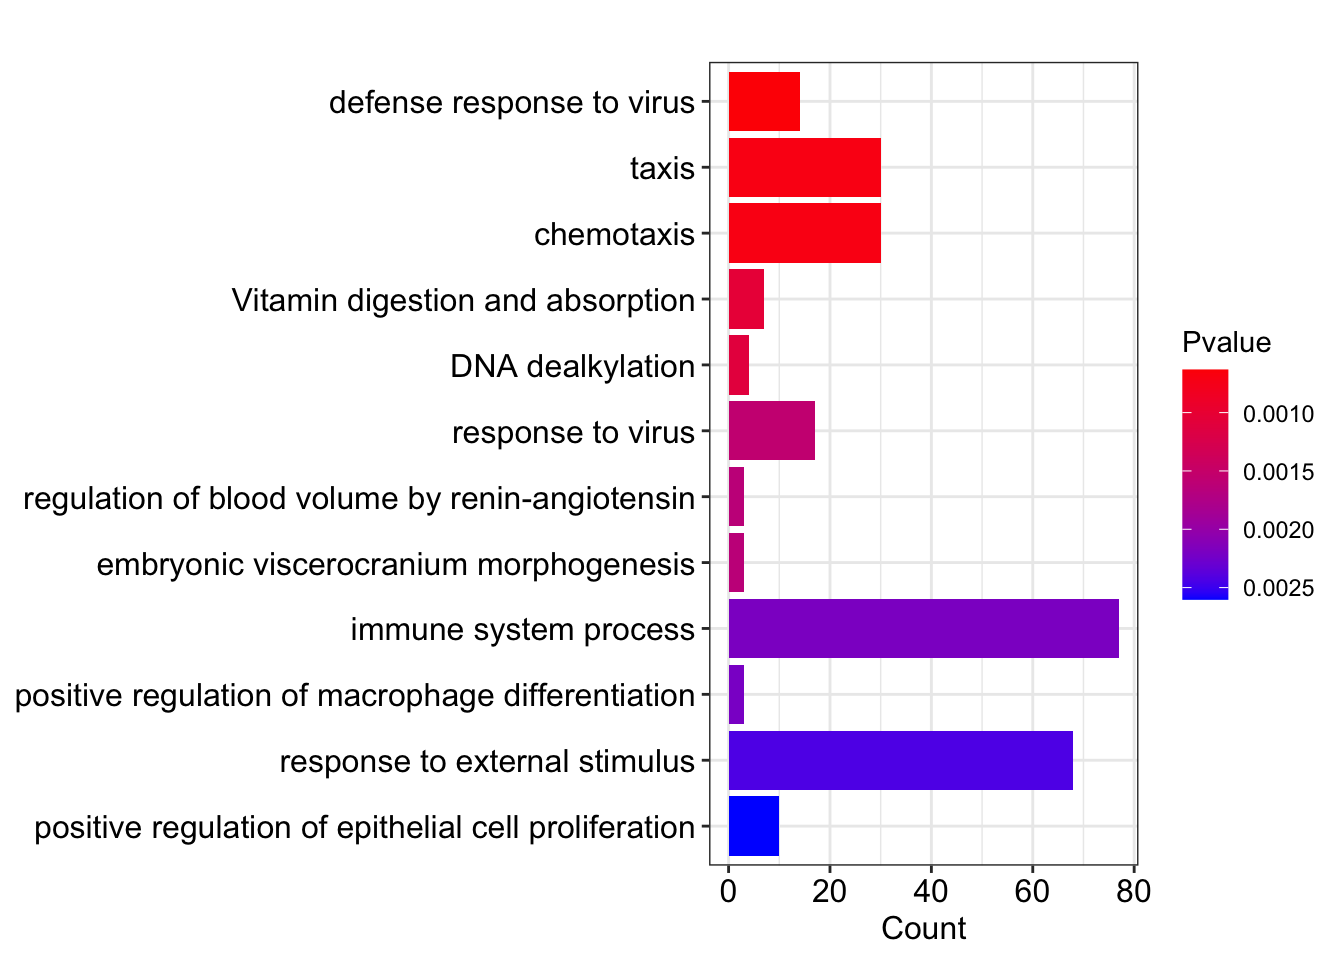 defense response to virus
taxis
chemotaxis
Vitamin digestion and absorption
DNA dealkylation
response to virus
regulation of blood volume by renin-angiotensin
embryonic viscerocranium morphogenesis
immune system process
positive regulation of macrophage differentiation
response to external stimulus
positive regulation of epithelial cell proliferation
0 20 40 60 80
Count
Pvalue
0.0010
0.0015
0.0020
0.0025